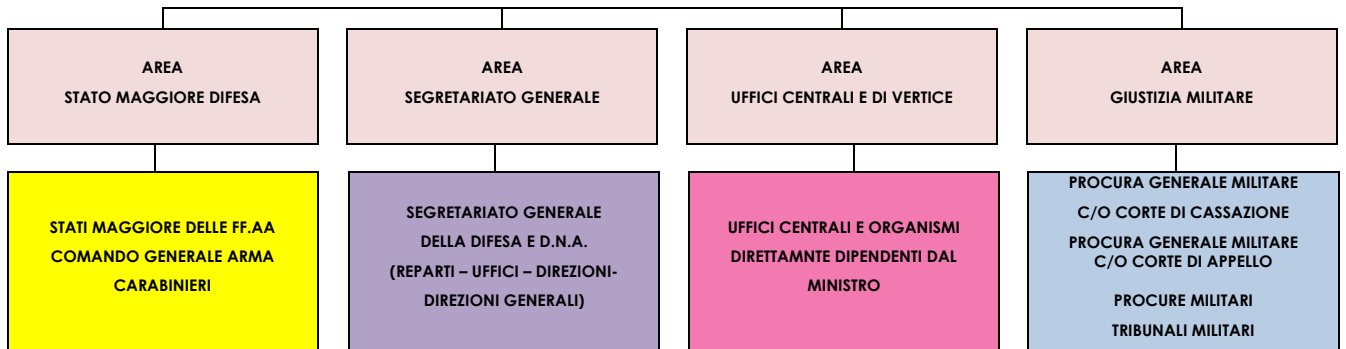 AREA
STATO MAGGIORE DIFESA
AREA
SEGRETARIATO GENERALE
AREA
UFFICI CENTRALI E DI VERTICE
AREA
GIUSTIZIA MILITARE
STATI MAGGIORE DELLE FF.AA
COMANDO GENERALE ARMA
CARABINIERI
SEGRETARIATO GENERALE
DELLA DIFESA E D.N.A.
(REPARTI – UFFICI – DIREZIONI-
DIREZIONI GENERALI)
UFFICI CENTRALI E ORGANISMI
DIRETTAMNTE DIPENDENTI DAL
MINISTRO
PROCURA GENERALE MILITARE
C/O CORTE DI CASSAZIONE
PROCURA GENERALE MILITARE
C/O CORTE DI APPELLO
PROCURE MILITARI
TRIBUNALI MILITARI